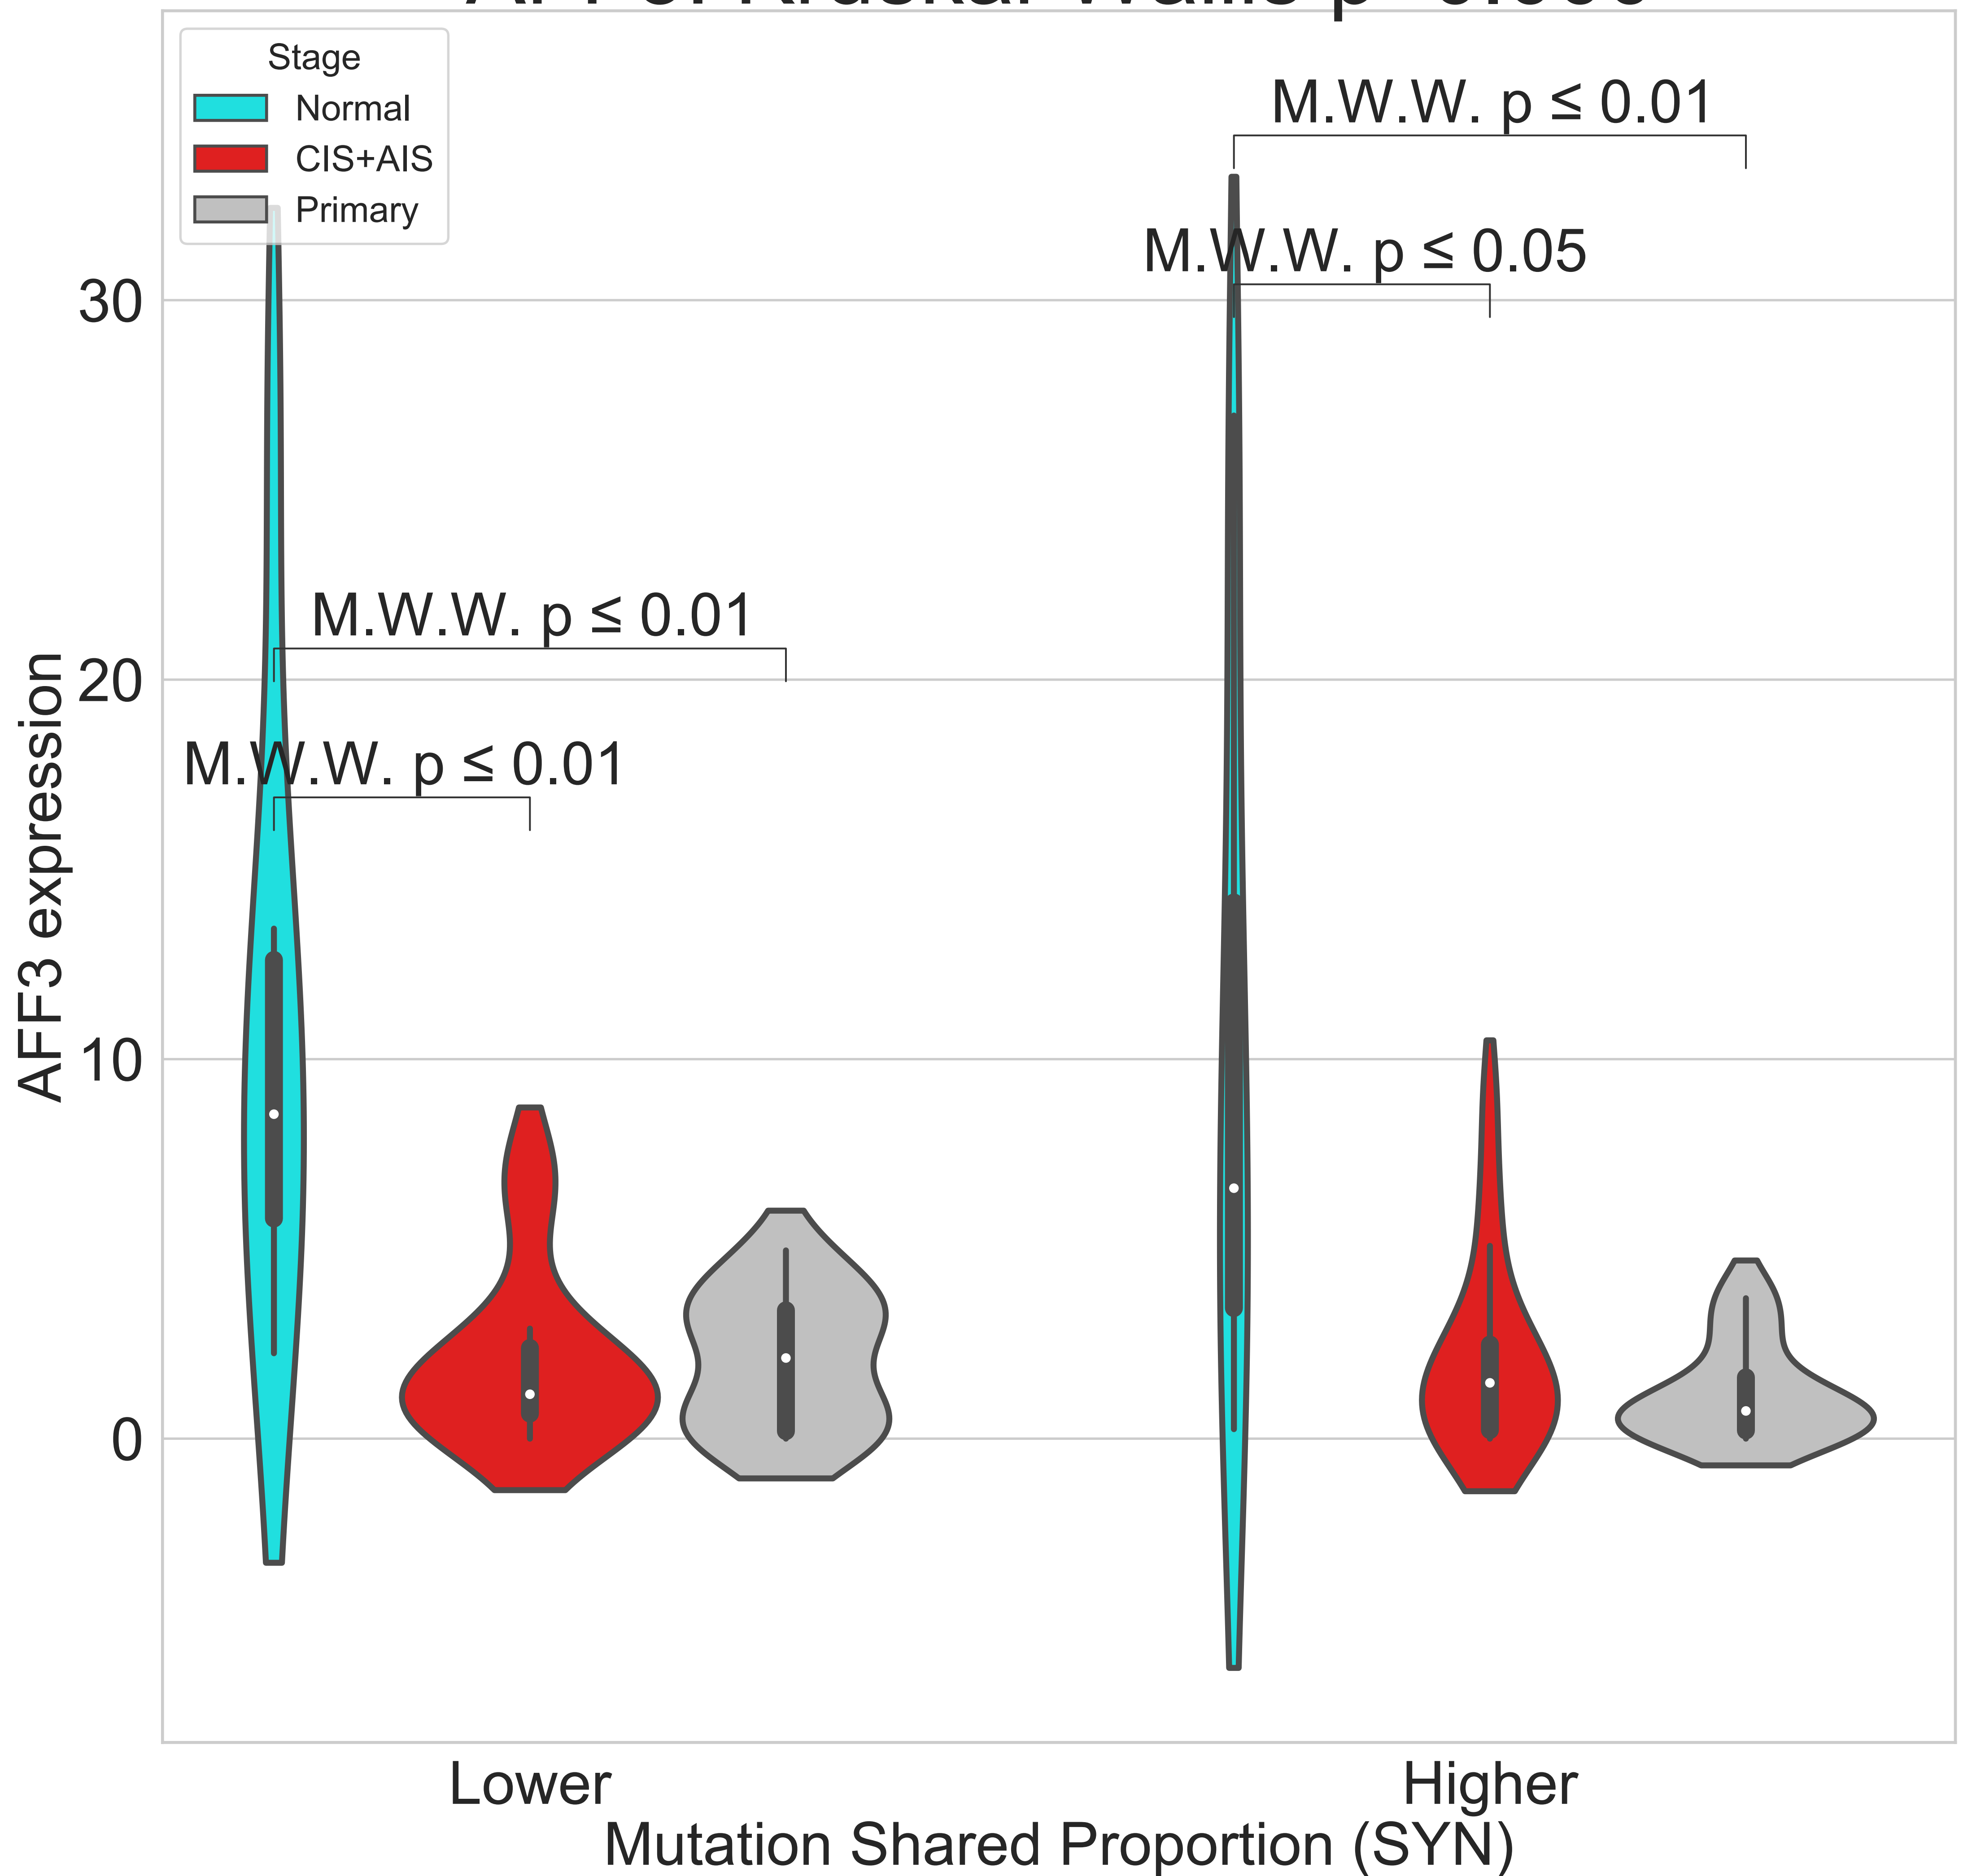 Stage
Normal
CIS+AIS
Primary
M.W.W. p ≤ 0.01
M.W.W. p ≤ 0.05
M.W.W. p ≤ 0.01
M.W.W. p ≤ 0.01
30
20
10
0
AFF3 expression
Lower
Higher
Mutation Shared Proportion (SYN)